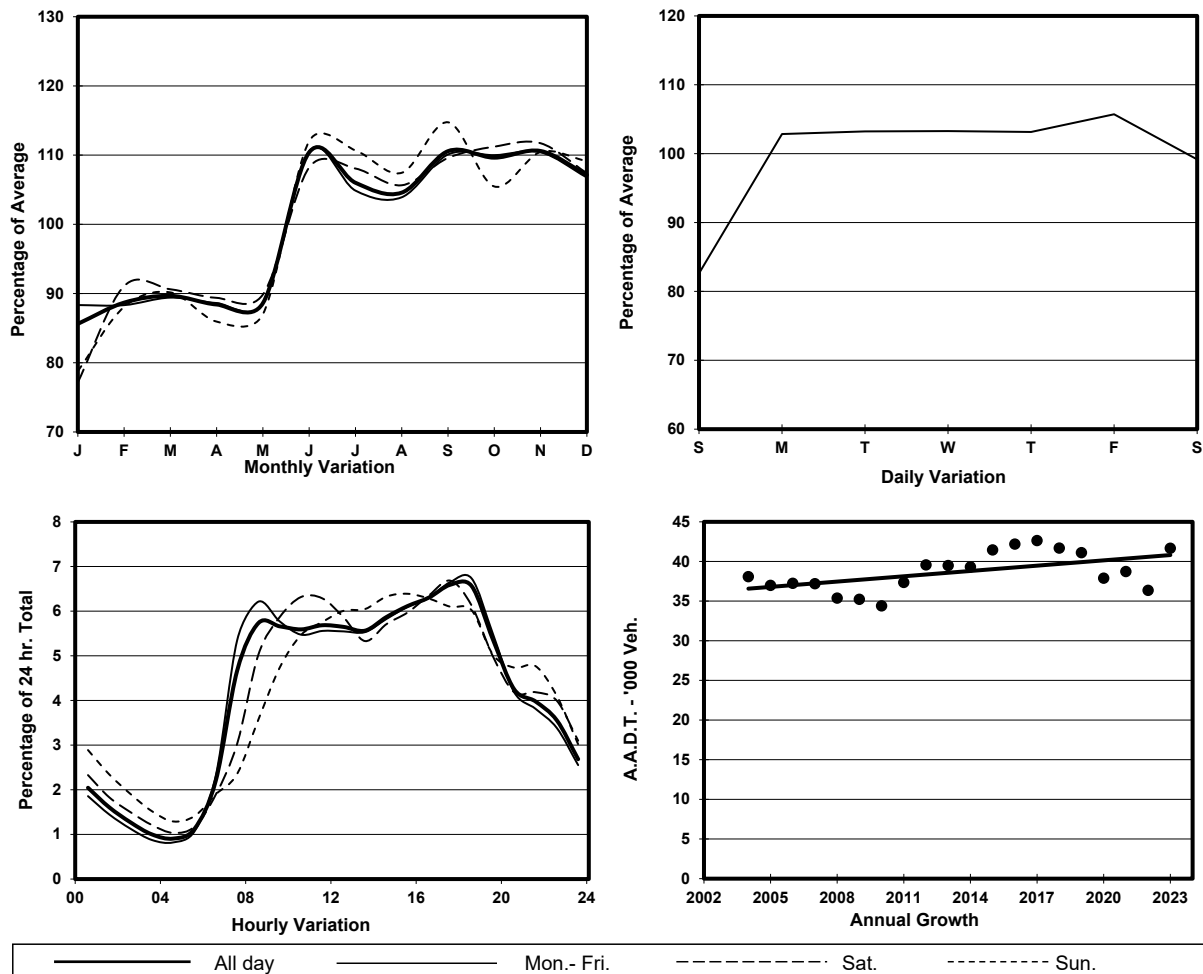 130
120
110
100
90
80
70
Percentage of Average
J F M A M J J A S O N D
Monthly Variation
120
110
100
90
80
70
60
Percentage of Average
S M T W T F S
Daily Variation
8
7
6
5
4
3
2
1
0
Percentage of 24 hr. Total
00 04 08 12 16 20 24
Hourly Variation
45
40
35
30
25
20
15
10
5
0
A.A.D.T. - '000 Veh.
2002 2005 2008 2011 2014 2017 2020 2023
Annual Growth
All day Mon.- Fri. Sat. Sun.